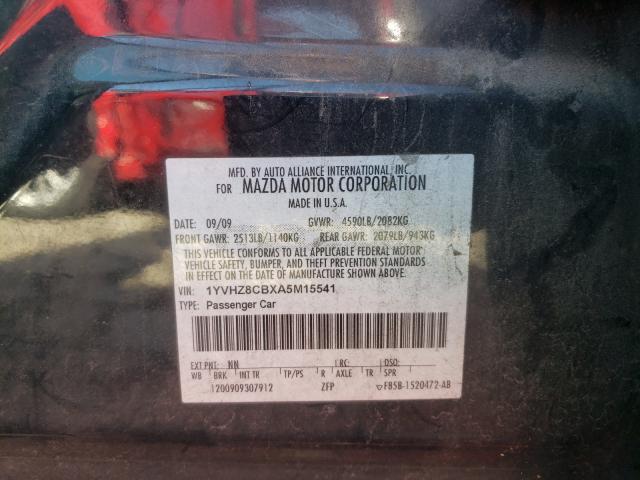 MFD. BY AUTO ALLIANCE INTERNATIONAL, INC.
FOR MAZDA MOTOR CORPORATION
MADE IN U.S.A.
DATE: 09/09 GVWR: 4590LB/2082KG
FRONT GAWR: 2513LB/1140KG REAR GAWR: 2079LB/943KG
THIS VEHICLE CONFORMS TO ALL APPLICABLE FEDERAL MOTOR
VEHICLE SAFETY, BUMPER, AND THEFT PREVENTION STANDARDS
IN EFFECT ON THE DATE OF MANUFACTURE SHOWN ABOVE.
VIN: 1YVHZ8CBXA5M15541
TYPE: Passenger Car
EXT PNT: NN RC: DSO:
WB BRK INT TR TP/PS R AXLE TR SPR
1200909307912 ZFP F85B-1520472-AB